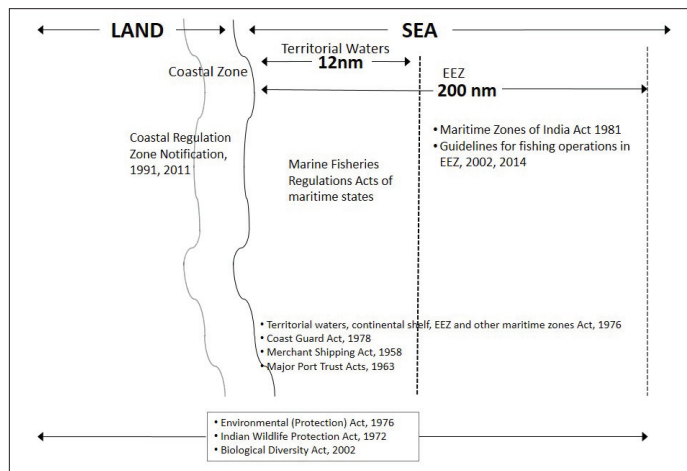 LAND
SEA
Territorial Waters
12nm
Coastal Zone
EEZ
200 nm
Coastal Regulation
Zone Notification,
1991, 2011
Marine Fisheries
Regulations Acts of
maritime states
• Maritime Zones of India Act 1981
• Guidelines for fishing operations in
EEZ, 2002, 2014
• Territorial waters, continental shelf, EEZ and other maritime zones Act, 1976
• Coast Guard Act, 1978
• Merchant Shipping Act, 1958
• Major Port Trust Acts, 1963
• Environmental (Protection) Act, 1976
• Indian Wildlife Protection Act, 1972
• Biological Diversity Act, 2002